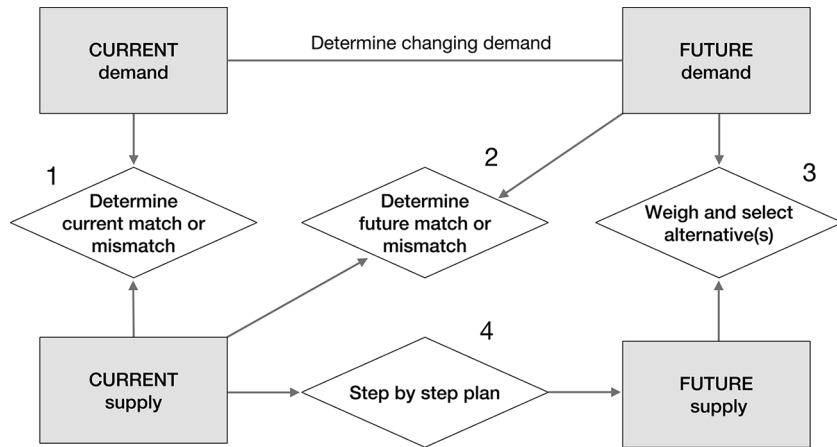 CURRENT
demand
Determine changing demand
FUTURE
demand
1
Determine
current match or
mismatch
2
Determine
future match or
mismatch
3
Weigh and select
alternative(s)
CURRENT
supply
4
Step by step plan
FUTURE
supply